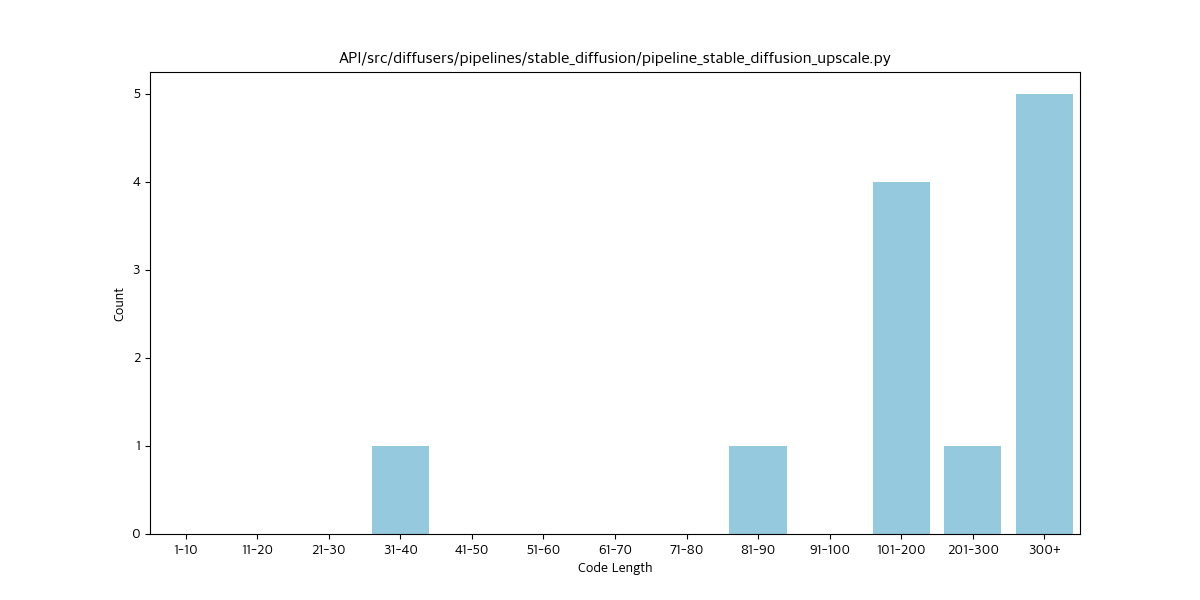 API/src/diffusers/pipelines/stable_diffusion/pipeline_stable_diffusion_upscale.py
5
4
3
2
1
0
Count
1-10 11-20 21-30 31-40 41-50 51-60 61-70 71-80 81-90 91-100 101-200 201-300 300+
Code Length